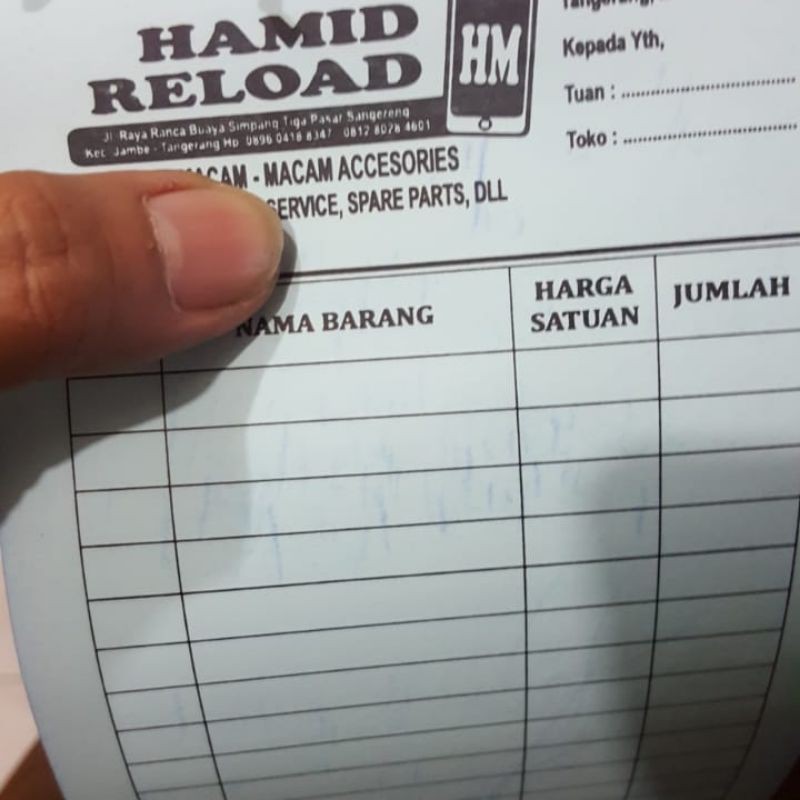 HAMID
RELOAD
HM
Jl. Raya Ranca Buaya Simpang Tiga Pasar Sangereng
Kec. Jambe - Tangerang Hp. 0896 0418 8347 0812 8078 4601
- MACAM ACCESORIES
SERVICE, SPARE PARTS, DLL
Kepada Yth,
Tuan :
Toko :
NAMA BARANG
HARGA
SATUAN
JUMLAH